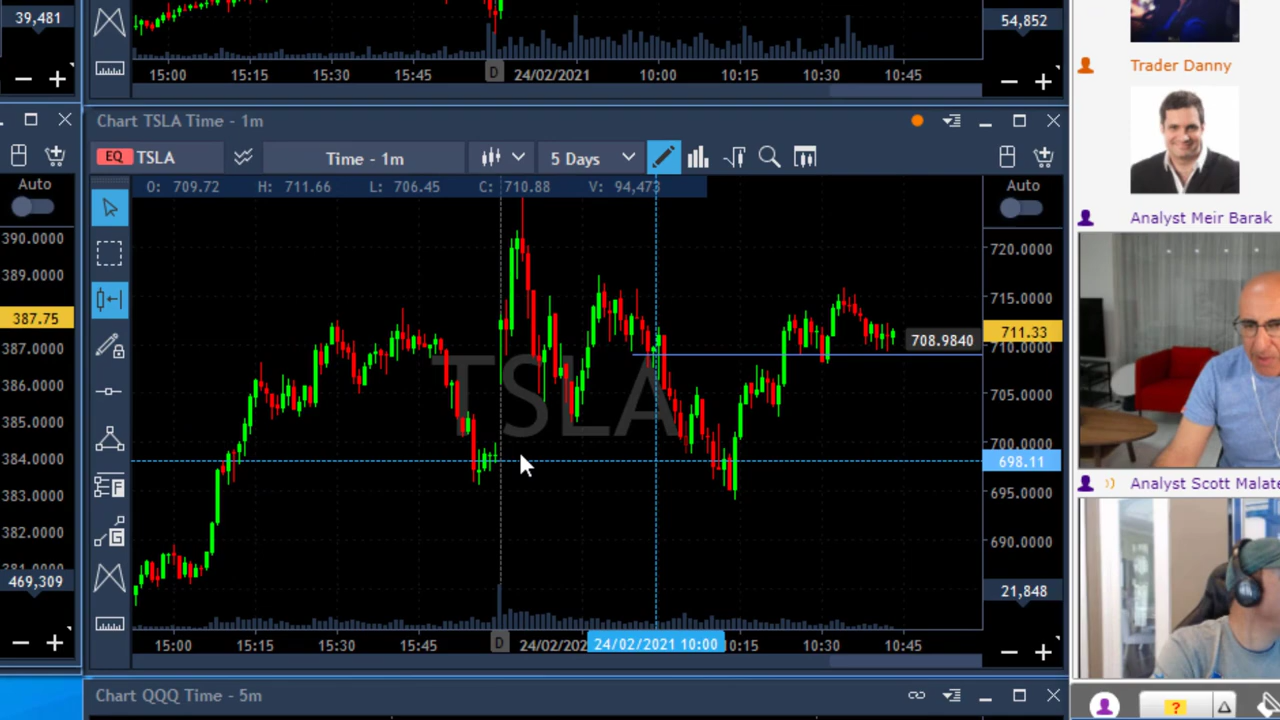 39,481
54,852
15:00 15:15 15:30 15:45 D 24/02/2021 10:00 10:15 10:30 10:45
Trader Danny
Chart TSLA Time - 1m
EQ TSLA Time - 1m 5 Days
Auto
O: 709.72 H: 711.66 L: 706.45 C: 710.88 V: 94,473
Auto
Analyst Meir Barak
390.0000
389.0000
387.75
387.0000
386.0000
385.0000
384.0000
383.0000
382.0000
469,309
720.0000
715.0000
711.33
708.9840
710.0000
705.0000
TSLA
700.0000
698.11
695.0000
690.0000
21,848
Analyst Scott Malate
15:00 15:15 15:30 15:45 D 24/02/202 24/02/2021 10:00 0:15 10:30 10:45
Chart QQQ Time - 5m
?